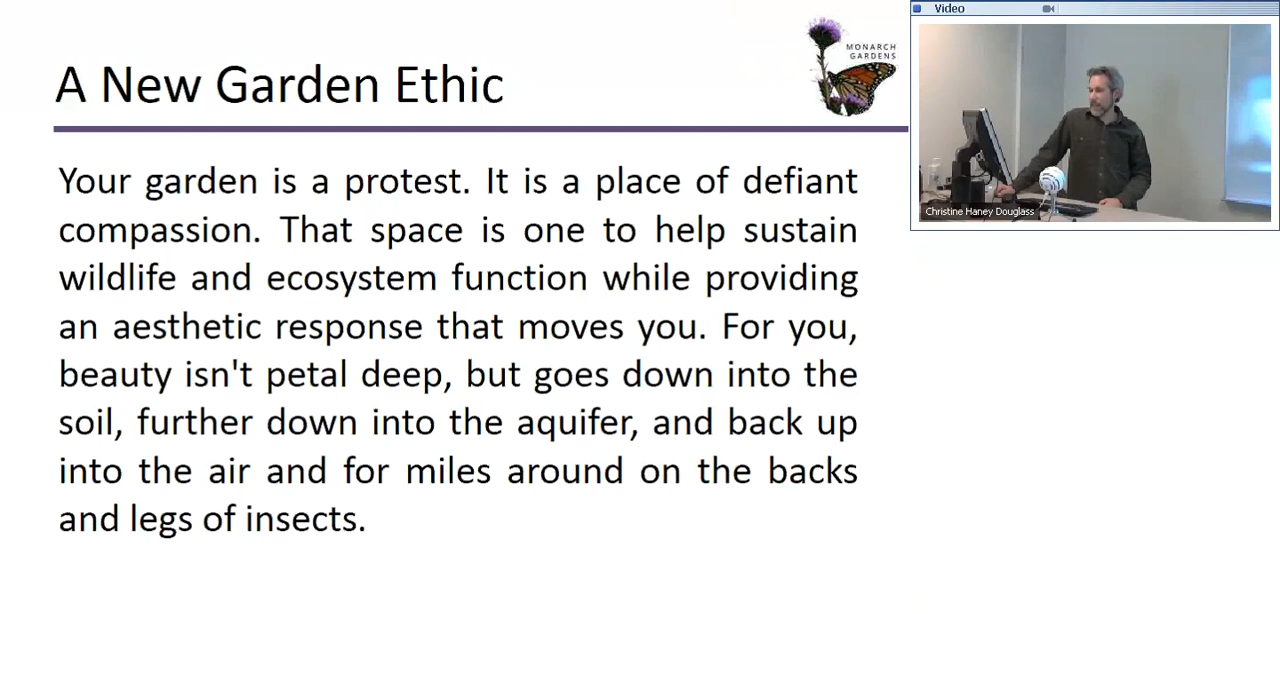 A New Garden Ethic
MONARCH
GARDENS
Your garden is a protest. It is a place of defiant
compassion. That space is one to help sustain
wildlife and ecosystem function while providing
an aesthetic response that moves you. For you,
beauty isn't petal deep, but goes down into the
soil, further down into the aquifer, and back up
into the air and for miles around on the backs
and legs of insects.
Video
Christine Haney Douglass